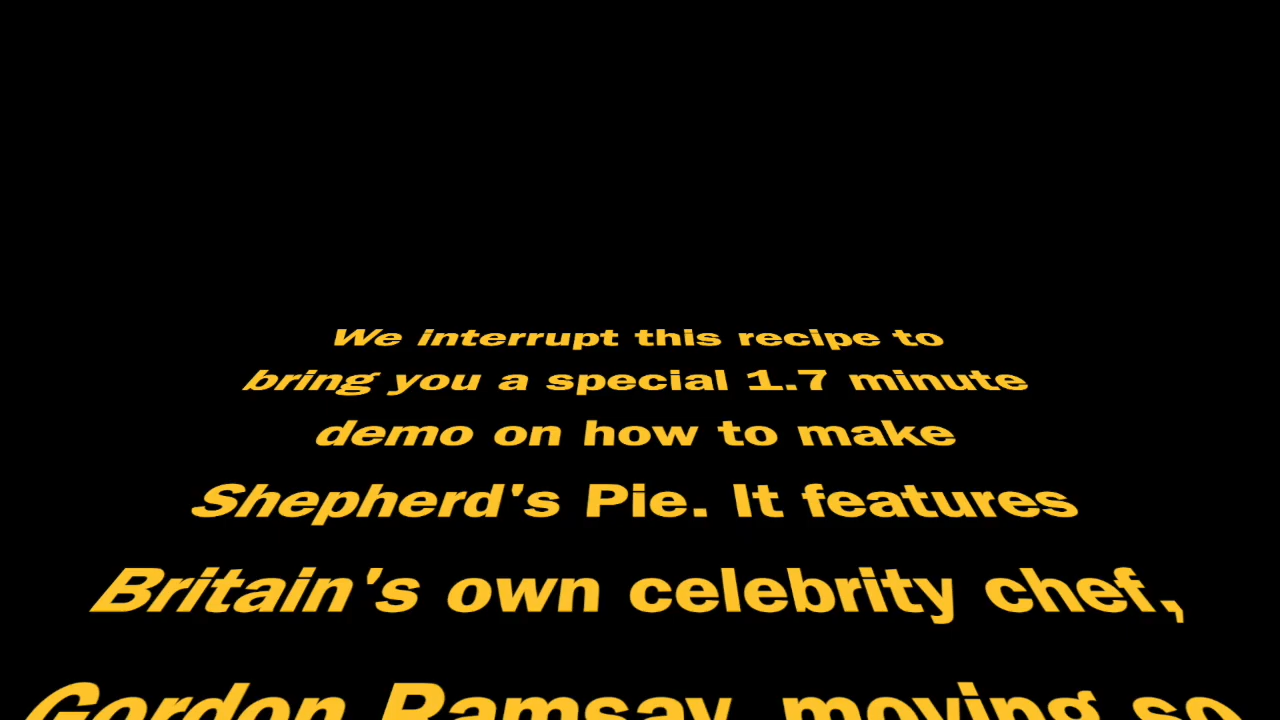 We interrupt this recipe to
bring you a special 1.7 minute
demo on how to make
Shepherd's Pie. It features
Britain's own celebrity chef,
Gordon Ramsay, moving so